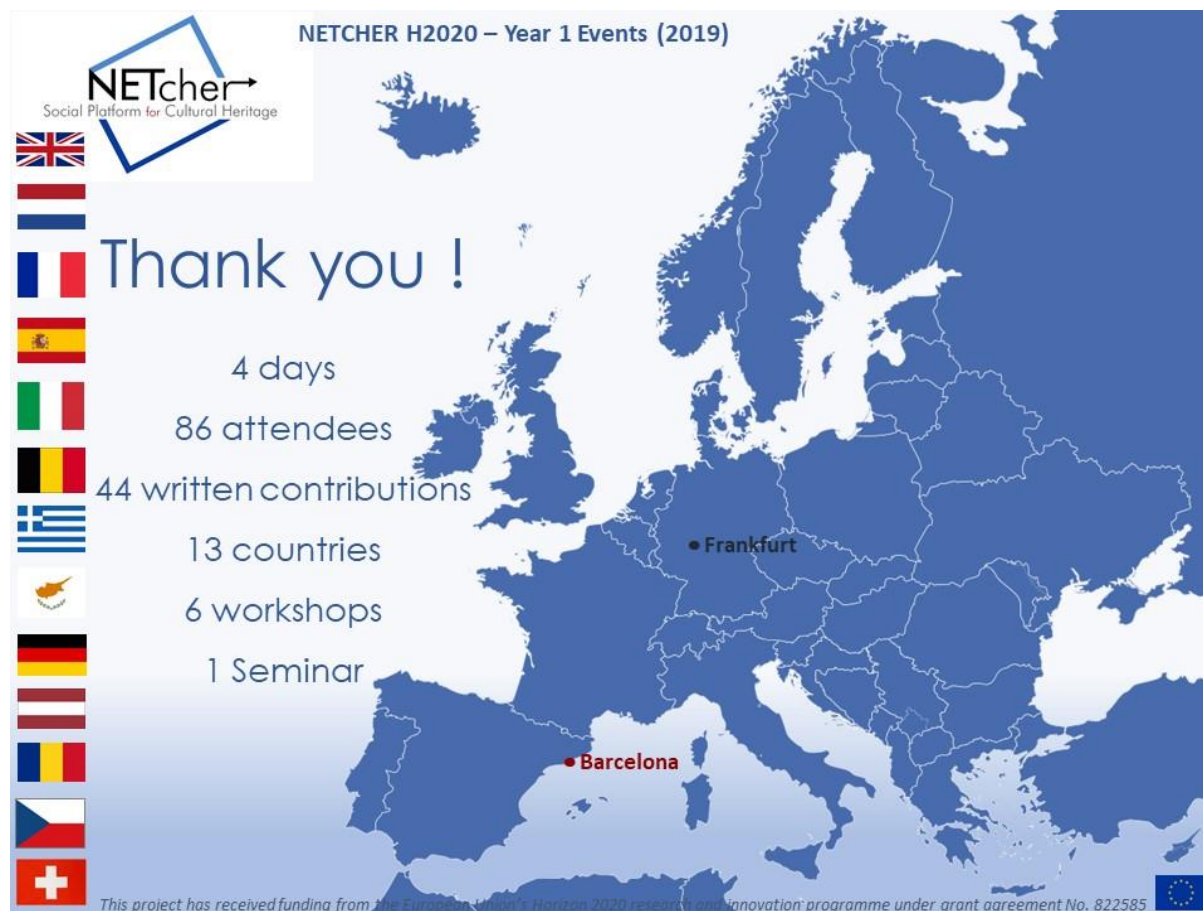 NETCHER H2020 – Year 1 Events (2019)
NETcher
Social Platform for Cultural Heritage
Thank you !
4 days
86 attendees
44 written contributions
13 countries
6 workshops
1 Seminar
Frankfurt
Barcelona
This project has received funding from the European Union's Horizon 2020 research and innovation programme under grant agreement No. 822585